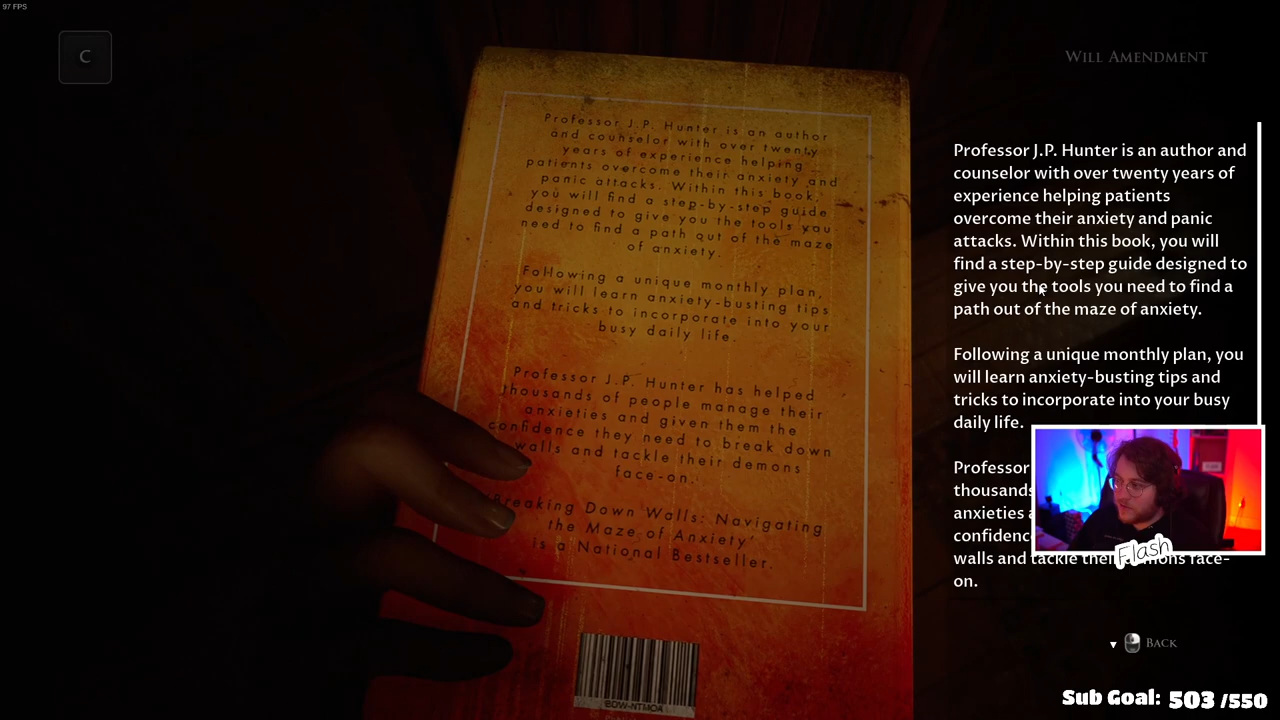 97 FPS
C
Will Amendment
Professor J.P. Hunter is an author
and counselor with over twenty
years of experience helping
patients overcome their anxiety and
panic attacks. Within this book,
you will find a step-by-step guide
designed to give you the tools you
need to find a path out of the maze
of anxiety.
Following a unique monthly plan,
you will learn anxiety-busting tips
and tricks to incorporate into your
busy daily life.
Professor J.P. Hunter has helped
thousands of people manage their
anxieties and given them the
confidence they need to break down
walls and tackle their demons
face-on.
'Breaking Down Walls: Navigating
the Maze of Anxiety'
is a National Bestseller.
BDW-NTMOA
Professor J.P. Hunter is an author and
counselor with over twenty years of
experience helping patients
overcome their anxiety and panic
attacks. Within this book, you will
find a step-by-step guide designed to
give you the tools you need to find a
path out of the maze of anxiety.
Following a unique monthly plan, you
will learn anxiety-busting tips and
tricks to incorporate into your busy
daily life.
Professor
thousands
anxieties
confidence
walls and tackle their demons face-
on.
Flash
Back
Sub Goal: 503 /550